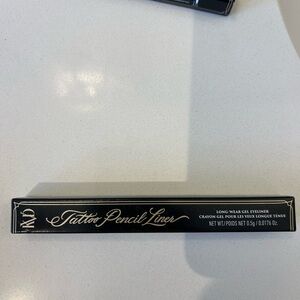 KVD
Tattoo Pencil Liner
LONG-WEAR GEL EYELINER
CRAYON GEL POUR LES YEUX LONGUE TENUE
NET WT/POIDS NET 0.5g / 0.0176 Oz.